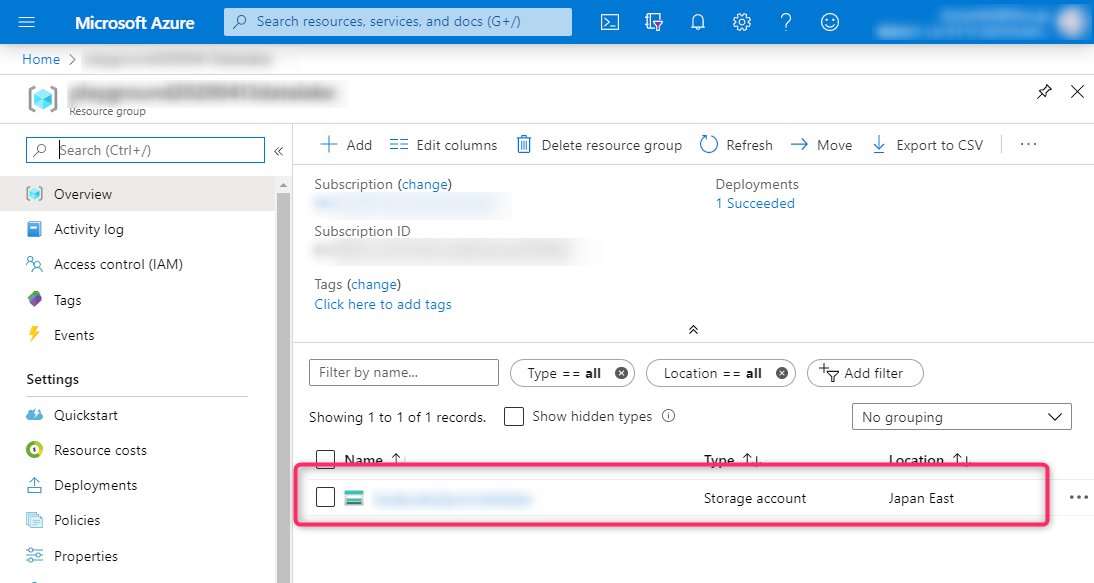 Microsoft Azure
Search resources, services, and docs (G+/)
Home >
Resource group
Search (Ctrl+/)
«
Overview
Activity log
Access control (IAM)
Tags
Events
Settings
Quickstart
Resource costs
Deployments
Policies
Properties
Add
Edit columns
Delete resource group
Refresh
Move
Export to CSV
...
Subscription (change)
Subscription ID
Tags (change)
Click here to add tags
Deployments
1 Succeeded
Filter by name...
Type == all
Location == all
Add filter
Showing 1 to 1 of 1 records.
Show hidden types
No grouping
Name ↑↓
Type ↑↓
Location ↑↓
Storage account
Japan East
...